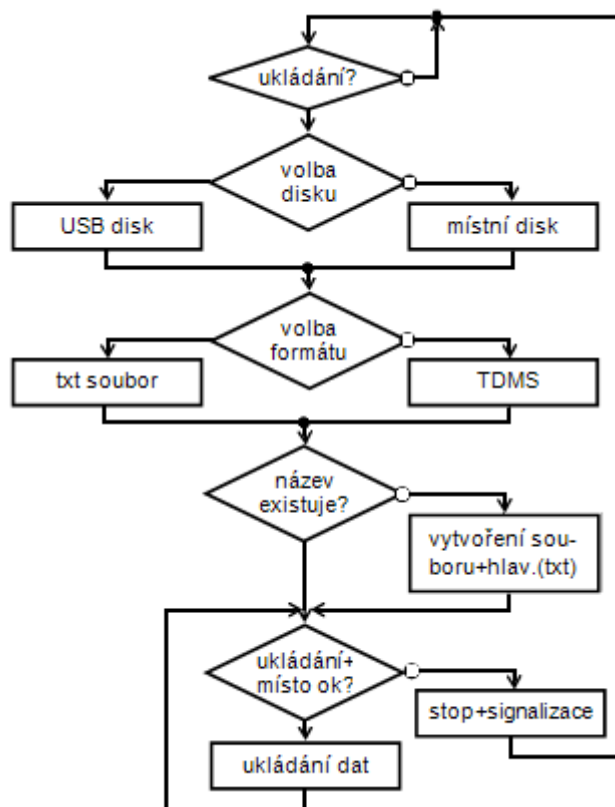 ukládání?
volba
disku
USB disk
místní disk
volba
formátu
txt soubor
TDMS
název
existuje?
vytvoření sou-
boru+hlav.(txt)
ukládání+
místo ok?
stop+signalizace
ukládání dat